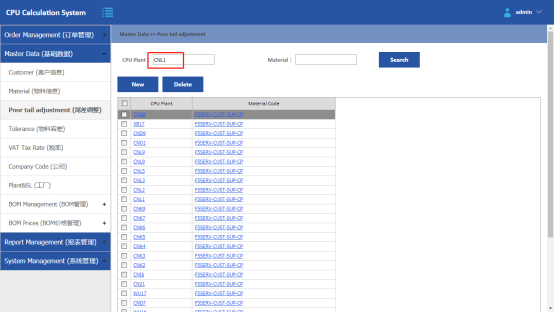 CPU Calculation System
admin
Order Management (订单管理)
Master Data (基础数据)
Customer (客户信息)
Material (物料信息)
Poor tail adjustment (尾差调整)
Tolerance (物料容差)
VAT Tax Rate (税率)
Company Code (公司)
Plant&SL (工厂)
BOM Management (BOM管理) +
BOM Prices (BOM价格管理) +
Report Management (报表管理) +
System Management (系统管理) +
Master Data >> Poor tail adjustment
CPU Plant : CNL1 Material :
Search
New Delete
CPU Plant Material Code
FSSERV-CUST-SUP-CP
X017 FSSERV-CUST-SUP-CP
CND9 FSSERV-CUST-SUP-CP
CND1 FSSERV-CUST-SUP-CP
CNL9 FSSERV-CUST-SUP-CP
CNL8 FSSERV-CUST-SUP-CP
CNL5 FSSERV-CUST-SUP-CP
CNL3 FSSERV-CUST-SUP-CP
CNL2 FSSERV-CUST-SUP-CP
CNL1 FSSERV-CUST-SUP-CP
CNK9 FSSERV-CUST-SUP-CP
CNK7 FSSERV-CUST-SUP-CP
CNK6 FSSERV-CUST-SUP-CP
CNK5 FSSERV-CUST-SUP-CP
CNK4 FSSERV-CUST-SUP-CP
CNK3 FSSERV-CUST-SUP-CP
CNK2 FSSERV-CUST-SUP-CP
CNJ6 FSSERV-CUST-SUP-CP
CNJ1 FSSERV-CUST-SUP-CP
WU17 FSSERV-CUST-SUP-CP
CND7 FSSERV-CUST-SUP-CP